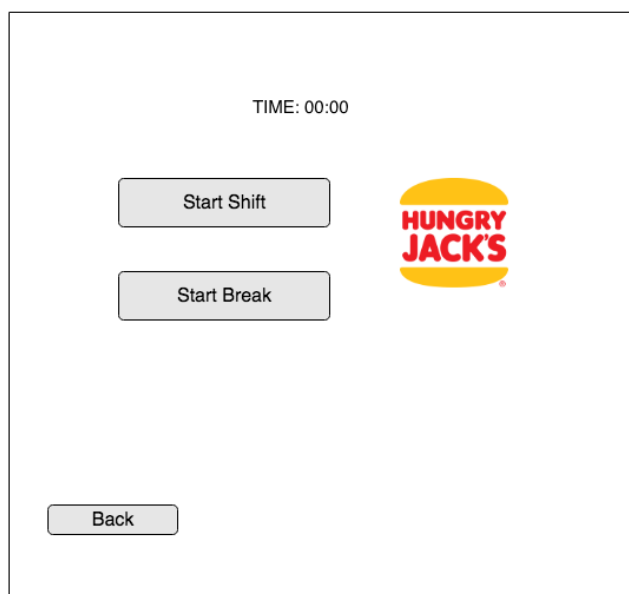 TIME: 00:00
Start Shift
HUNGRY
JACK'S
®
Start Break
Back